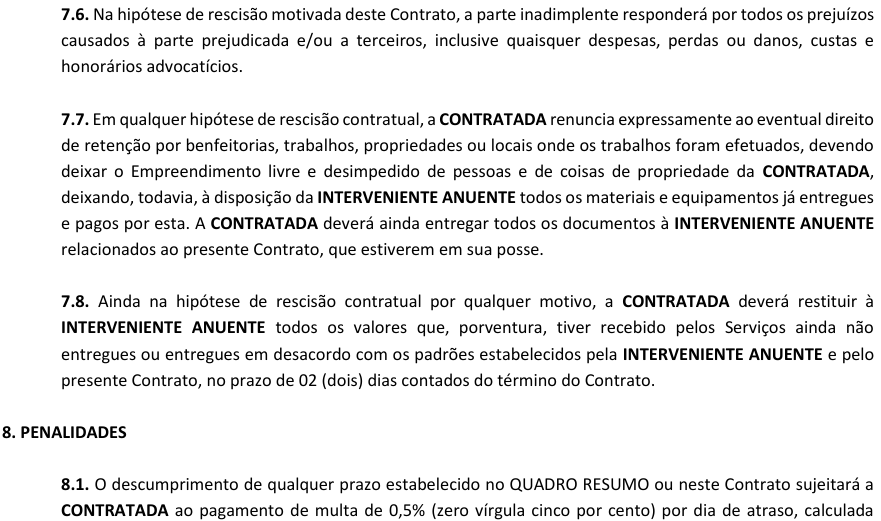 7.6. Na hipótese de rescisão motivada deste Contrato, a parte inadimplente responderá por todos os prejuízos
causados à parte prejudicada e/ou a terceiros, inclusive quaisquer despesas, perdas ou danos, custas e
honorários advocatícios.
7.7. Em qualquer hipótese de rescisão contratual, a CONTRATADA renuncia expressamente ao eventual direito
de retenção por benfeitorias, trabalhos, propriedades ou locais onde os trabalhos foram efetuados, devendo
deixar o Empreendimento livre e desimpedido de pessoas e de coisas de propriedade da CONTRATADA,
deixando, todavia, à disposição da INTERVENIENTE ANUENTE todos os materiais e equipamentos já entregues
e pagos por esta. A CONTRATADA deverá ainda entregar todos os documentos à INTERVENIENTE ANUENTE
relacionados ao presente Contrato, que estiverem em sua posse.
7.8. Ainda na hipótese de rescisão contratual por qualquer motivo, a CONTRATADA deverá restituir à
INTERVENIENTE ANUENTE todos os valores que, porventura, tiver recebido pelos Serviços ainda não
entregues ou entregues em desacordo com os padrões estabelecidos pela INTERVENIENTE ANUENTE e pelo
presente Contrato, no prazo de 02 (dois) dias contados do término do Contrato.
8. PENALIDADES
8.1. O descumprimento de qualquer prazo estabelecido no QUADRO RESUMO ou neste Contrato sujeitará a
CONTRATADA ao pagamento de multa de 0,5% (zero vírgula cinco por cento) por dia de atraso, calculada